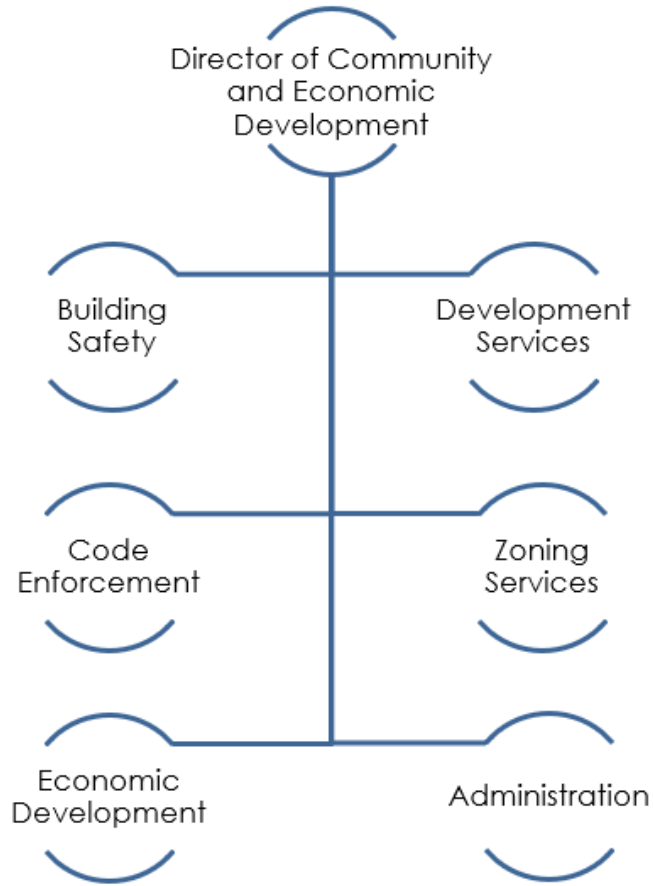 Director of Community
and Economic
Development
Building
Safety
Development
Services
Code
Enforcement
Zoning
Services
Economic
Development
Administration